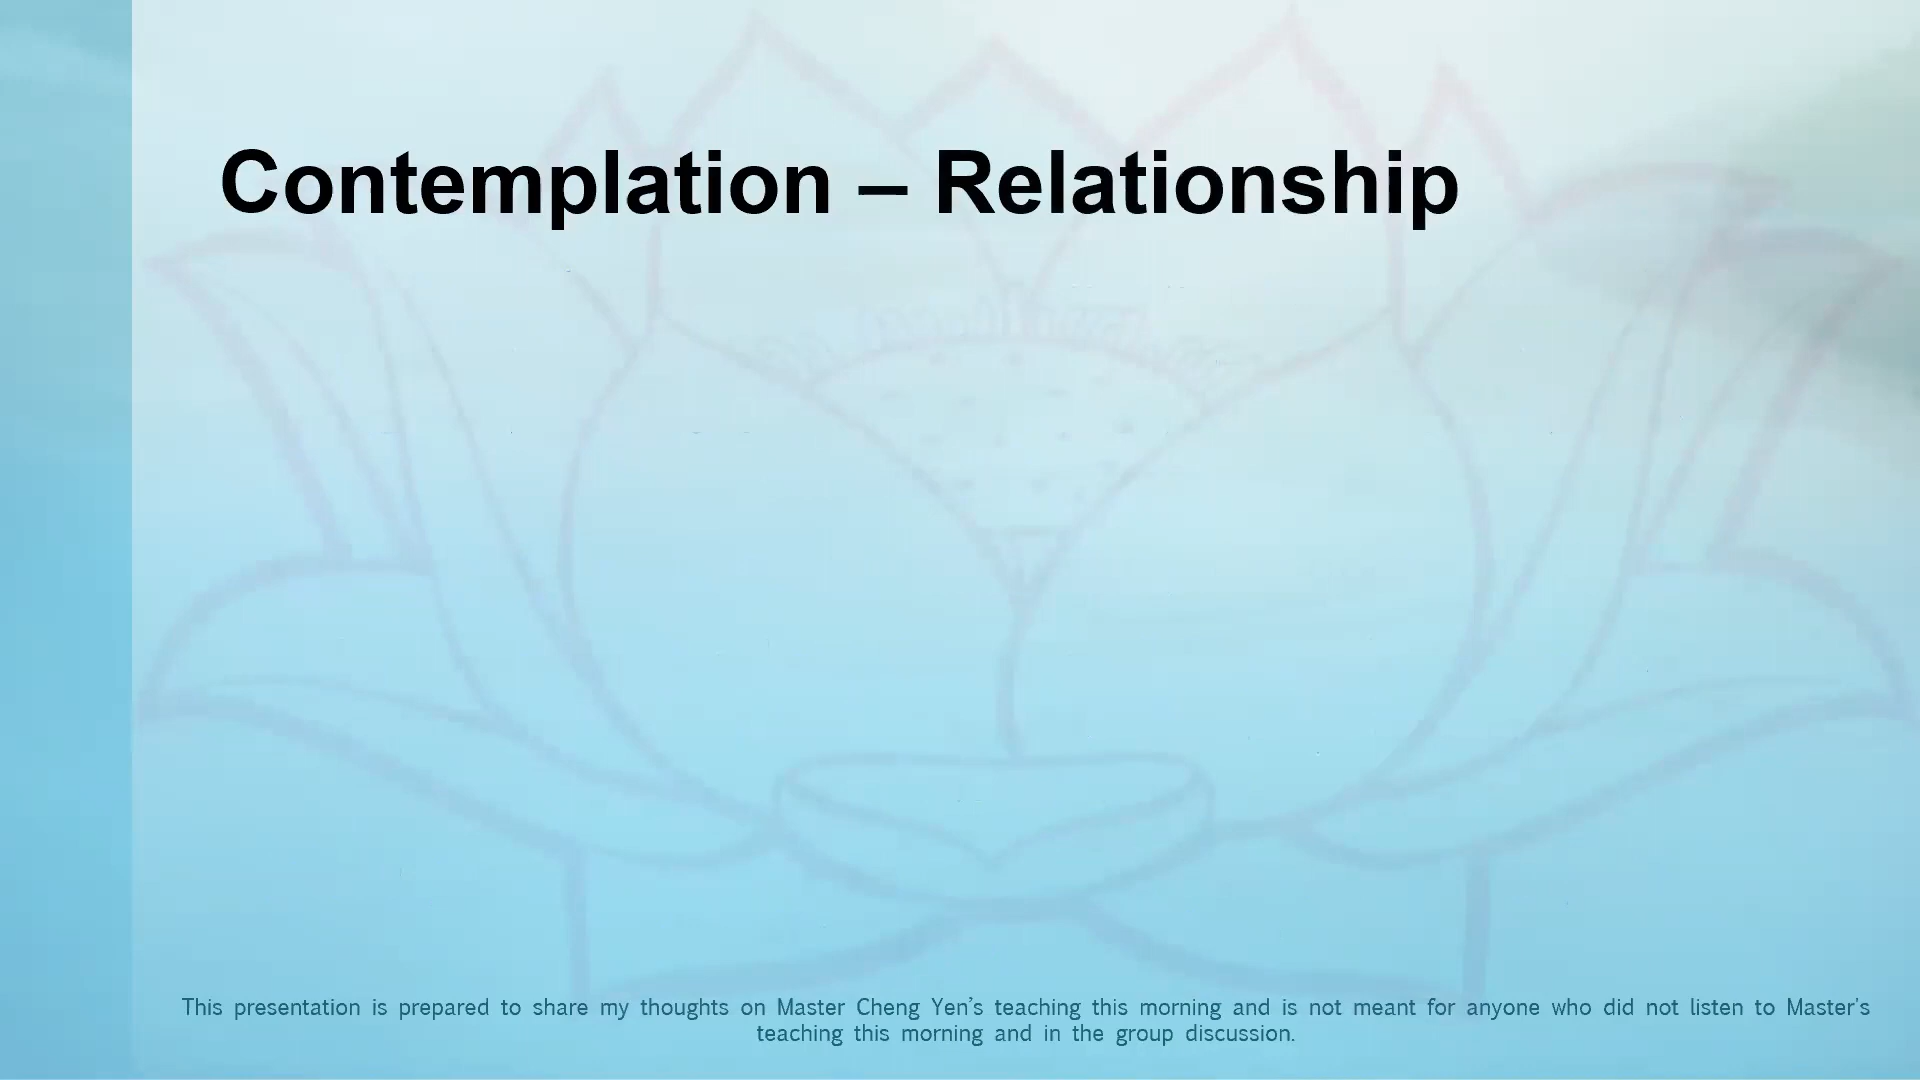 Contemplation – Relationship
This presentation is prepared to share my thoughts on Master Cheng Yen’s teaching this morning and is not meant for anyone who did not listen to Master's
teaching this morning and in the group discussion.